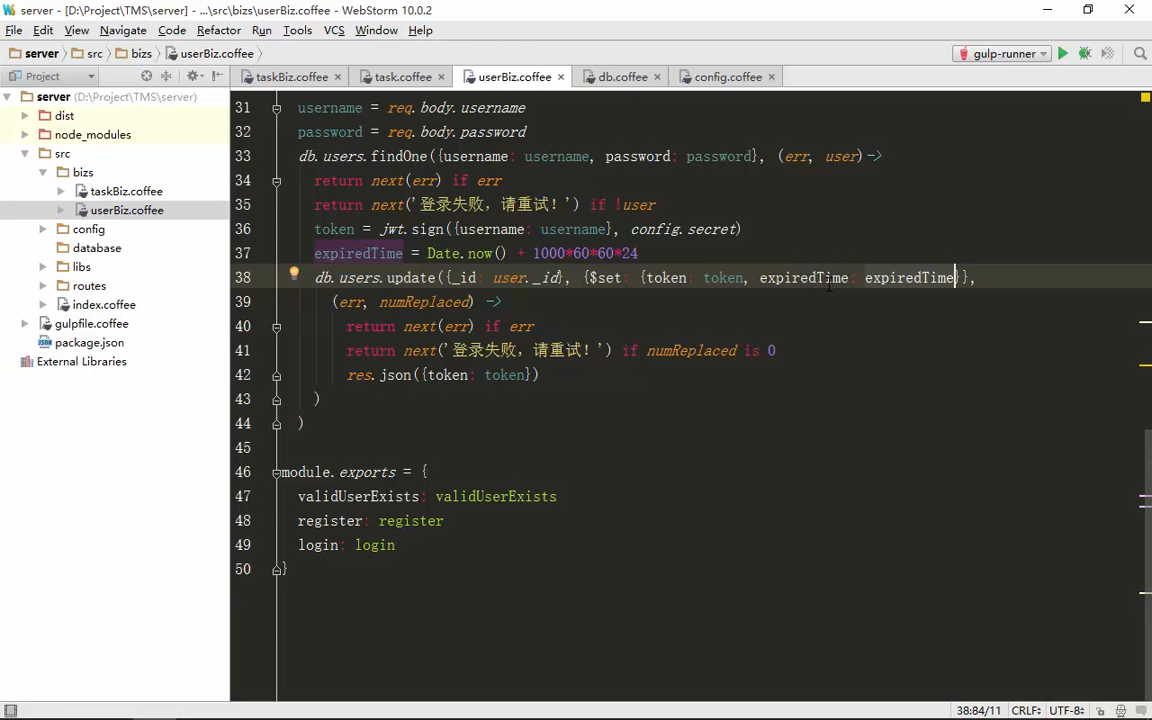 server - [D:\Project\TMS\server] - ...\src\bizs\userBiz.coffee - WebStorm 10.0.2
File Edit View Navigate Code Refactor Run Tools VCS Window Help
server src bizs userBiz.coffee gulp-runner
Project taskBiz.coffee task.coffee userBiz.coffee db.coffee config.coffee
server (D:\Project\TMS\server)
dist
node_modules
src
bizs
taskBiz.coffee
userBiz.coffee
config
database
libs
routes
index.coffee
gulpfile.coffee
package.json
External Libraries
31 username = req.body.username
32 password = req.body.password
33 db.users.findOne({username: username, password: password}, (err, user)->
34 return next(err) if err
35 return next('登录失败，请重试！') if !user
36 token = jwt.sign({username: username}, config.secret)
37 expiredTime = Date.now() + 1000*60*60*24
38 db.users.update({_id: user._id}, {$set: {token: token, expiredTime: expiredTime}},
39 (err, numReplaced) ->
40 return next(err) if err
41 return next('登录失败，请重试！') if numReplaced is 0
42 res.json({token: token})
43 )
44 )
45
46 module.exports = {
47 validUserExists: validUserExists
48 register: register
49 login: login
50 }
38:84/11 CRLF UTF-8